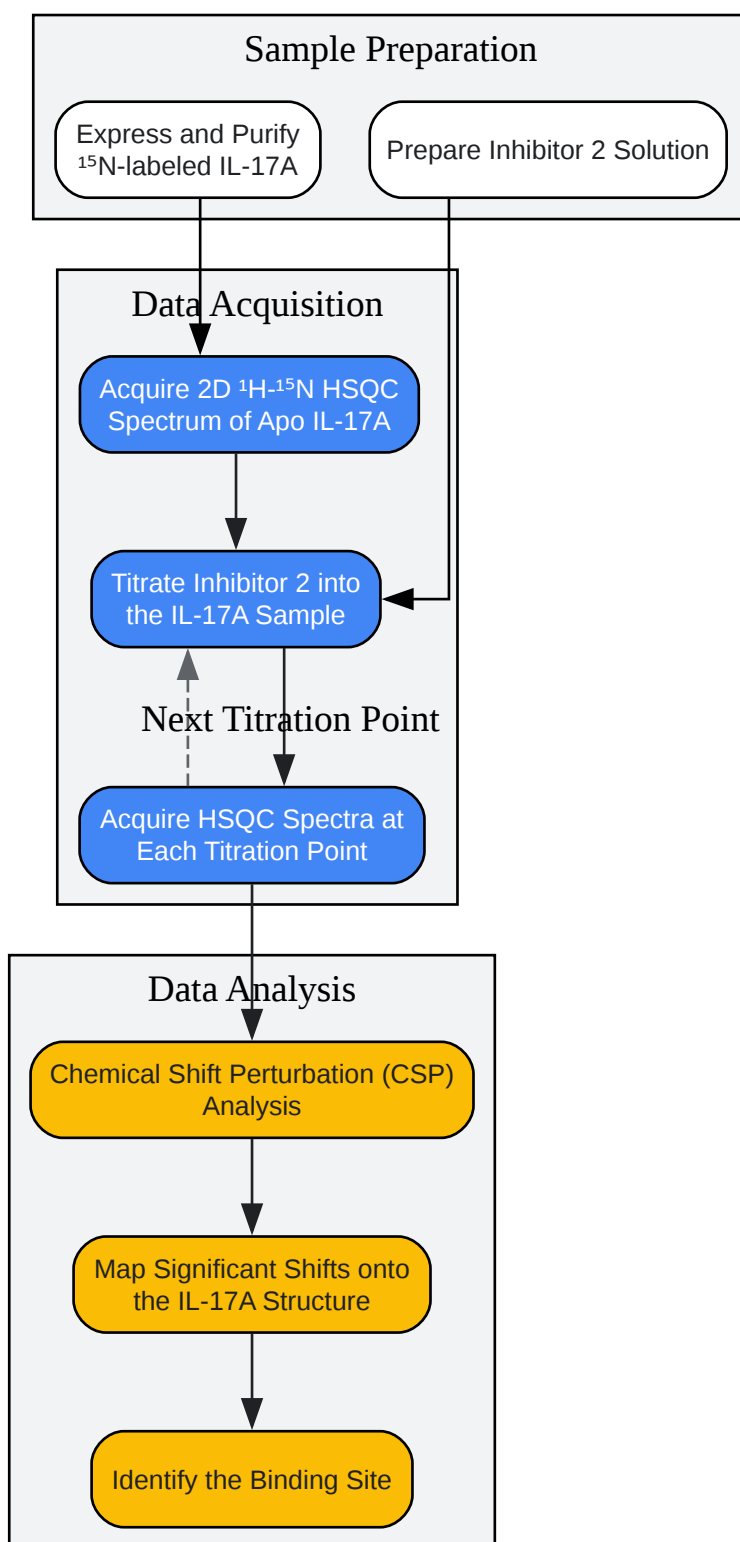 Sample Preparation
Express and Purify
¹⁵N-labeled IL-17A
Prepare Inhibitor 2 Solution
Data Acquisition
Acquire 2D ¹H-¹⁵N HSQC
Spectrum of Apo IL-17A
Titrate Inhibitor 2 into
the IL-17A Sample
Next Titration Point
Acquire HSQC Spectra at
Each Titration Point
Data Analysis
Chemical Shift Perturbation (CSP)
Analysis
Map Significant Shifts onto
the IL-17A Structure
Identify the Binding Site